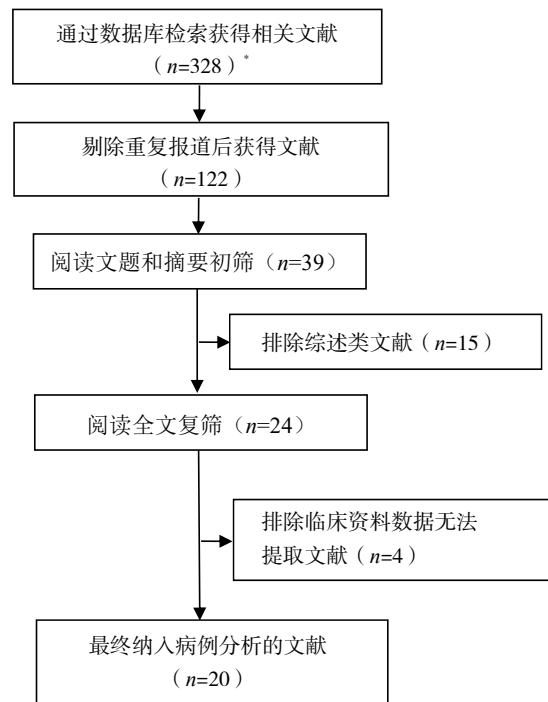 通过数据库检索获得相关文献
（n=328）*
剔除重复报道后获得文献
（n=122）
阅读文题和摘要初筛（n=39）
排除综述类文献（n=15）
阅读全文复筛（n=24）
排除临床资料数据无法
提取文献（n=4）
最终纳入病例分析的文献
（n=20）